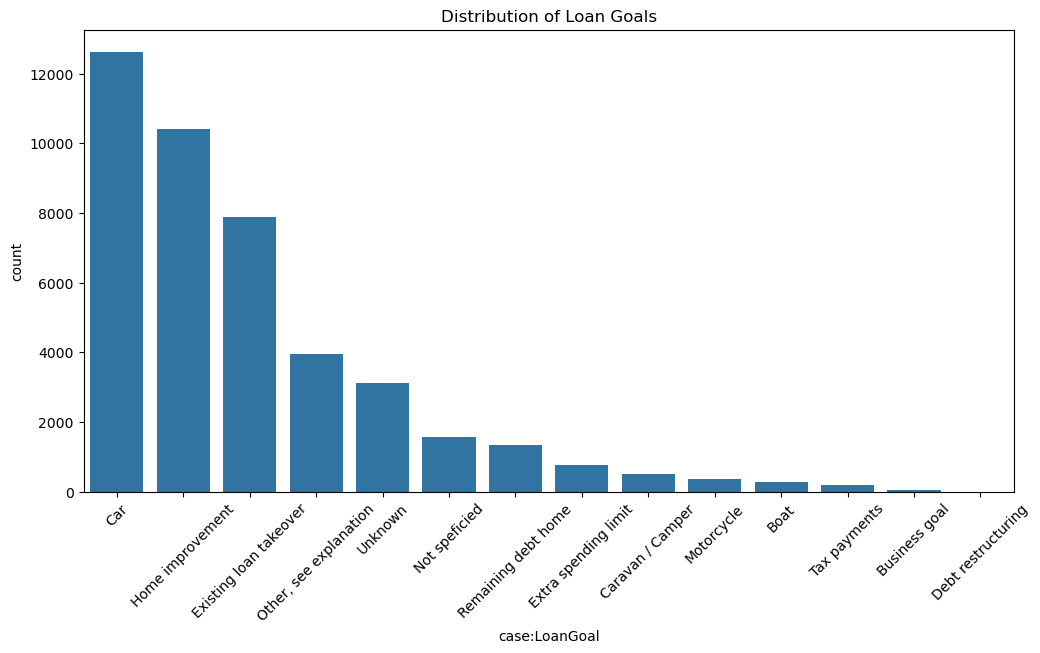 Distribution of Loan Goals
12000
10000
8000
6000
4000
2000
0
count
Car
Home improvement
Existing loan takeover
Other, see explanation
Unknown
Not speficied
Remaining debt home
Extra spending limit
Caravan / Camper
Motorcycle
Boat
Tax payments
Business goal
Debt restructuring
case:LoanGoal